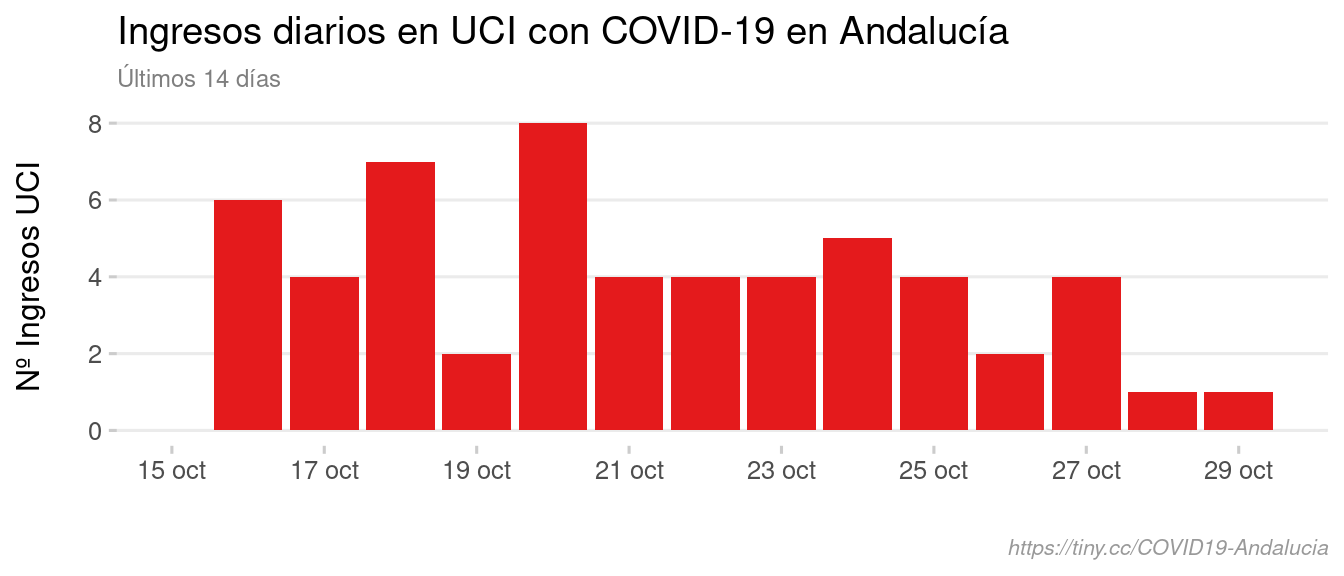 Ingresos diarios en UCI con COVID-19 en Andalucía
Últimos 14 días
Nº Ingresos UCI
8
6
4
2
0
15 oct 17 oct 19 oct 21 oct 23 oct 25 oct 27 oct 29 oct
https://tiny.cc/COVID19-Andalucia